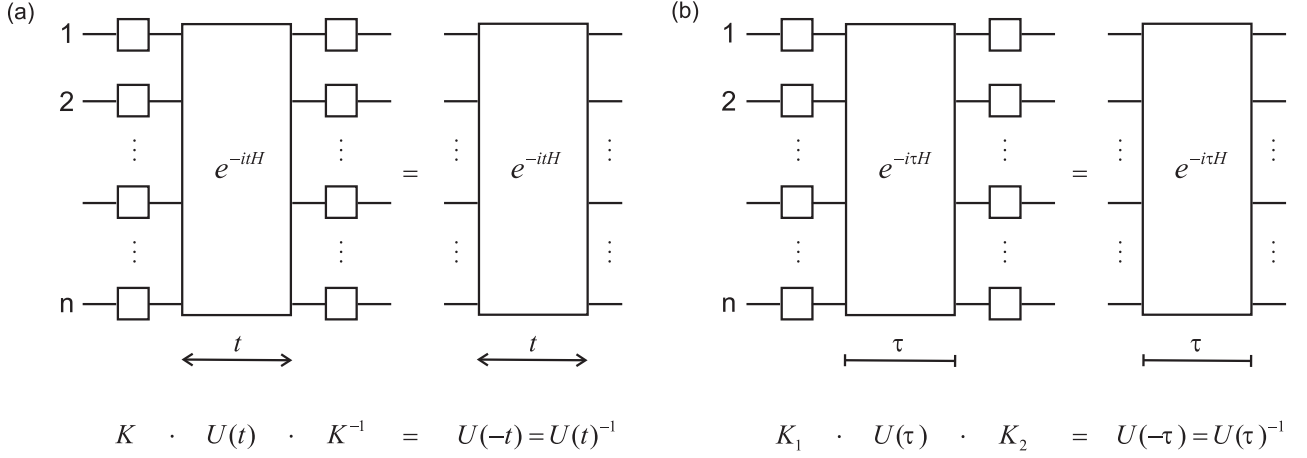 (a)
1
2
⋮ ⋮ ⋮ ⋮
e^{-itH} = e^{-itH}
⋮ ⋮ ⋮ ⋮
n
t t
K · U(t) · K^{-1} = U(-t) = U(t)^{-1}
(b)
1
2
⋮ ⋮ ⋮ ⋮
e^{-iτH} = e^{-iτH}
⋮ ⋮ ⋮ ⋮
n
τ τ
K_1 · U(τ) · K_2 = U(-τ) = U(τ)^{-1}